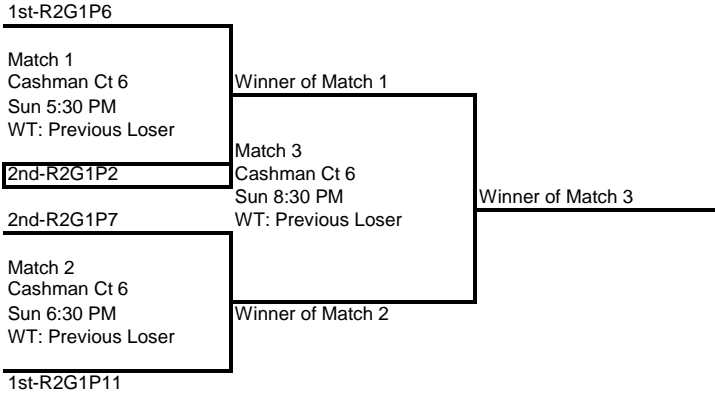 1st-R2G1P6
Match 1
Cashman Ct 6
Sun 5:30 PM
WT: Previous Loser
2nd-R2G1P2
Winner of Match 1
Match 3
Cashman Ct 6
Sun 8:30 PM
WT: Previous Loser
Winner of Match 3
2nd-R2G1P7
Match 2
Cashman Ct 6
Sun 6:30 PM
WT: Previous Loser
Winner of Match 2
1st-R2G1P11